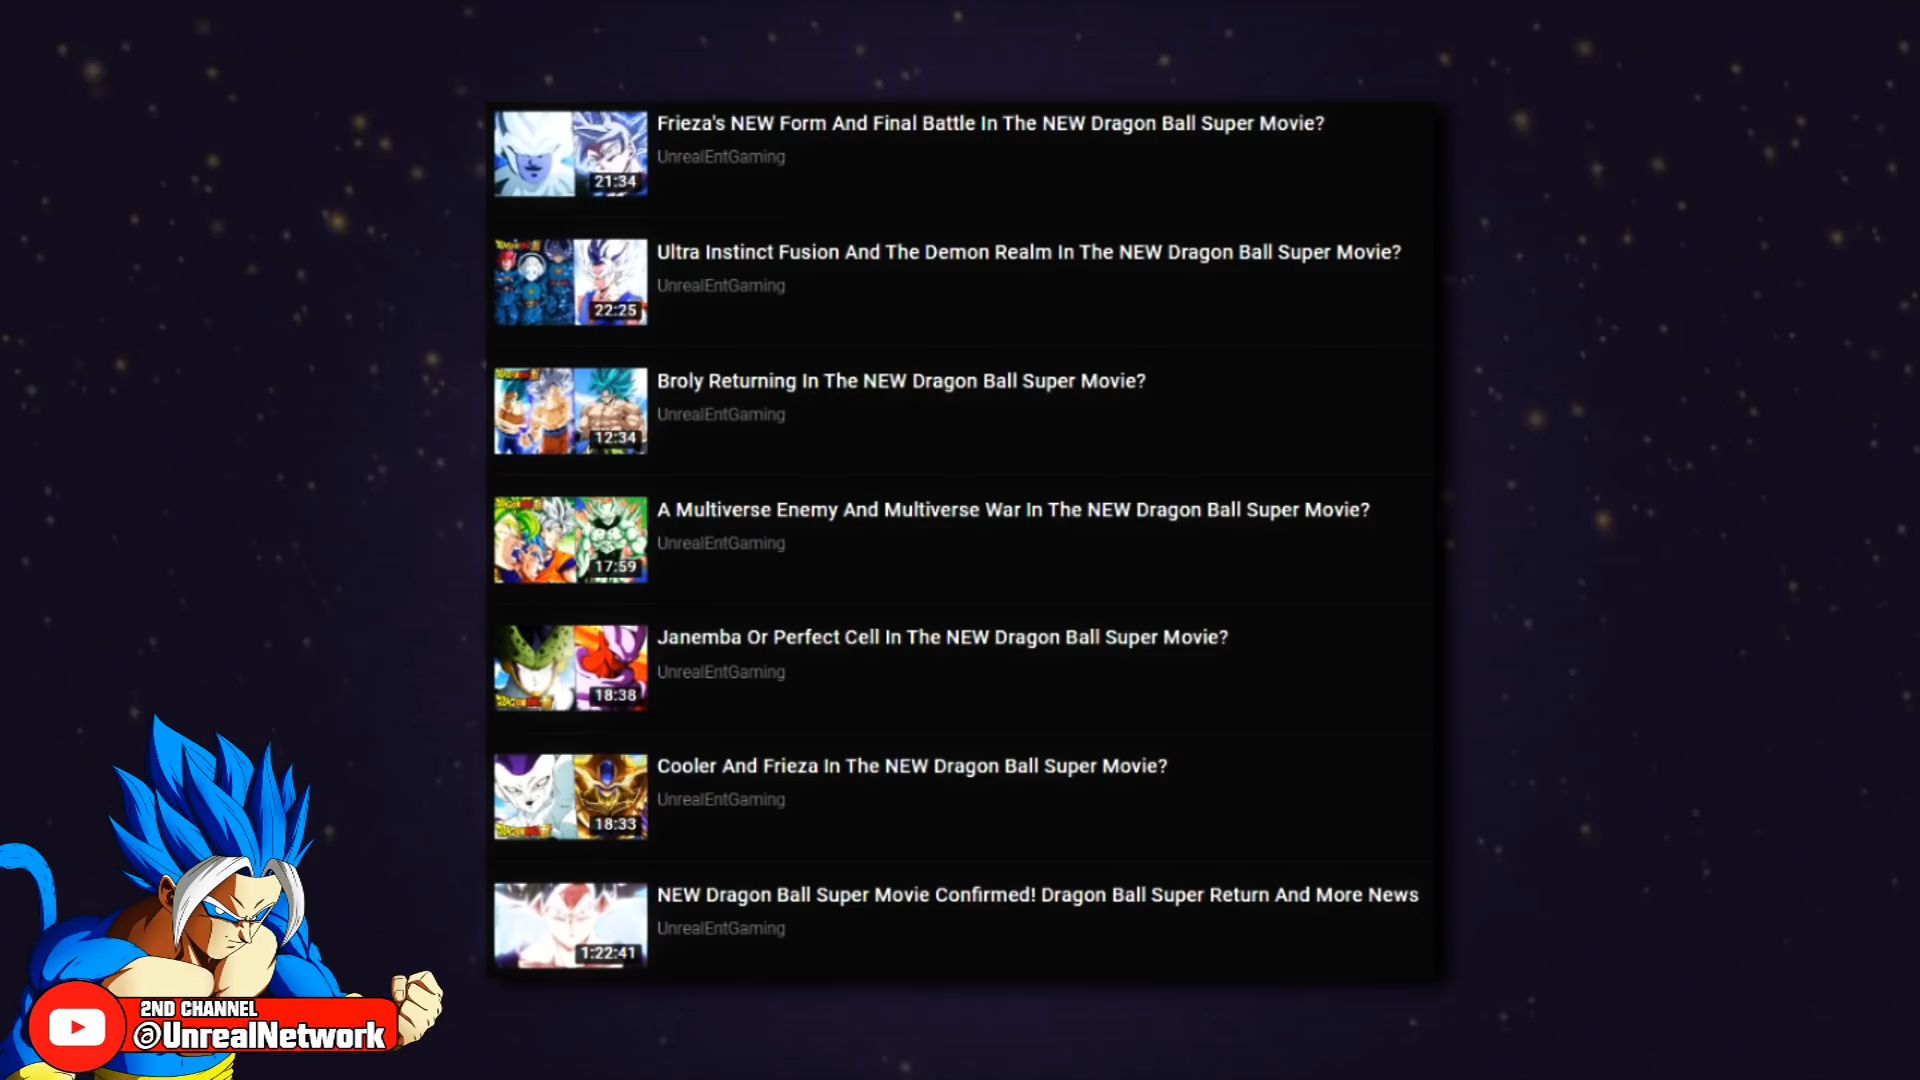 Frieza's NEW Form And Final Battle In The NEW Dragon Ball Super Movie?
UnrealEntGaming
21:34
Ultra Instinct Fusion And The Demon Realm In The NEW Dragon Ball Super Movie?
UnrealEntGaming
22:25
Broly Returning In The NEW Dragon Ball Super Movie?
UnrealEntGaming
12:34
A Multiverse Enemy And Multiverse War In The NEW Dragon Ball Super Movie?
UnrealEntGaming
17:59
Janemba Or Perfect Cell In The NEW Dragon Ball Super Movie?
UnrealEntGaming
18:38
Cooler And Frieza In The NEW Dragon Ball Super Movie?
UnrealEntGaming
18:33
NEW Dragon Ball Super Movie Confirmed! Dragon Ball Super Return And More News
UnrealEntGaming
1:22:41
2ND CHANNEL
@UnrealNetwork